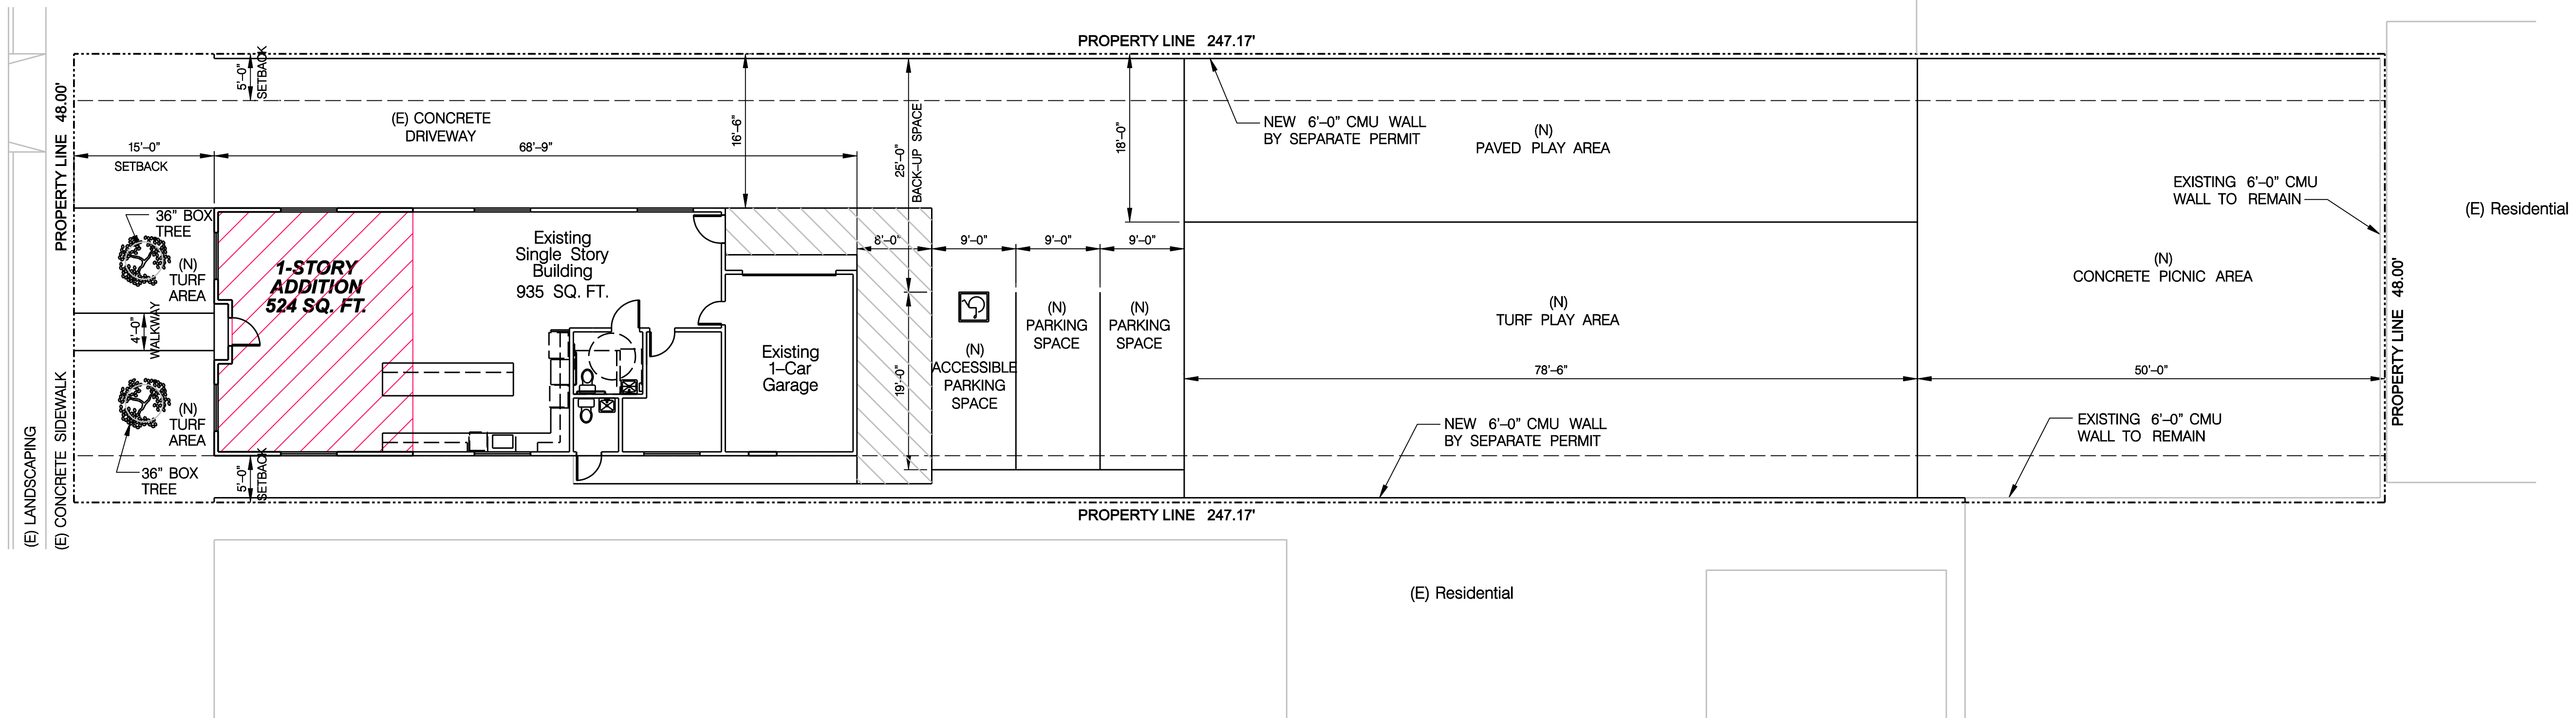 PROPERTY LINE 247.17'
PROPERTY LINE 48.00'
5'-0"
SETBACK
(E) CONCRETE
DRIVEWAY
15'-0"
SETBACK
68'-9"
16'-6"
25'-0"
BACK-UP SPACE
18'-0"
NEW 6'-0" CMU WALL
BY SEPARATE PERMIT
(N)
PAVED PLAY AREA
EXISTING 6'-0" CMU
WALL TO REMAIN
(E) Residential
36" BOX
TREE
(N)
TURF
AREA
1-STORY
ADDITION
524 SQ. FT.
Existing
Single Story
Building
935 SQ. FT.
8'-0"
9'-0"
9'-0"
9'-0"
(N)
CONCRETE PICNIC AREA
4'-0"
WALKWAY
(N)
PARKING
SPACE
(N)
PARKING
SPACE
(N)
TURF PLAY AREA
PROPERTY LINE 48.00'
Existing
1-Car
Garage
19'-0"
(N)
ACCESSIBLE
PARKING
SPACE
78'-6"
50'-0"
(N)
TURF
AREA
36" BOX
TREE
5'-0"
SETBACK
NEW 6'-0" CMU WALL
BY SEPARATE PERMIT
EXISTING 6'-0" CMU
WALL TO REMAIN
(E) LANDSCAPING
(E) CONCRETE SIDEWALK
PROPERTY LINE 247.17'
(E) Residential